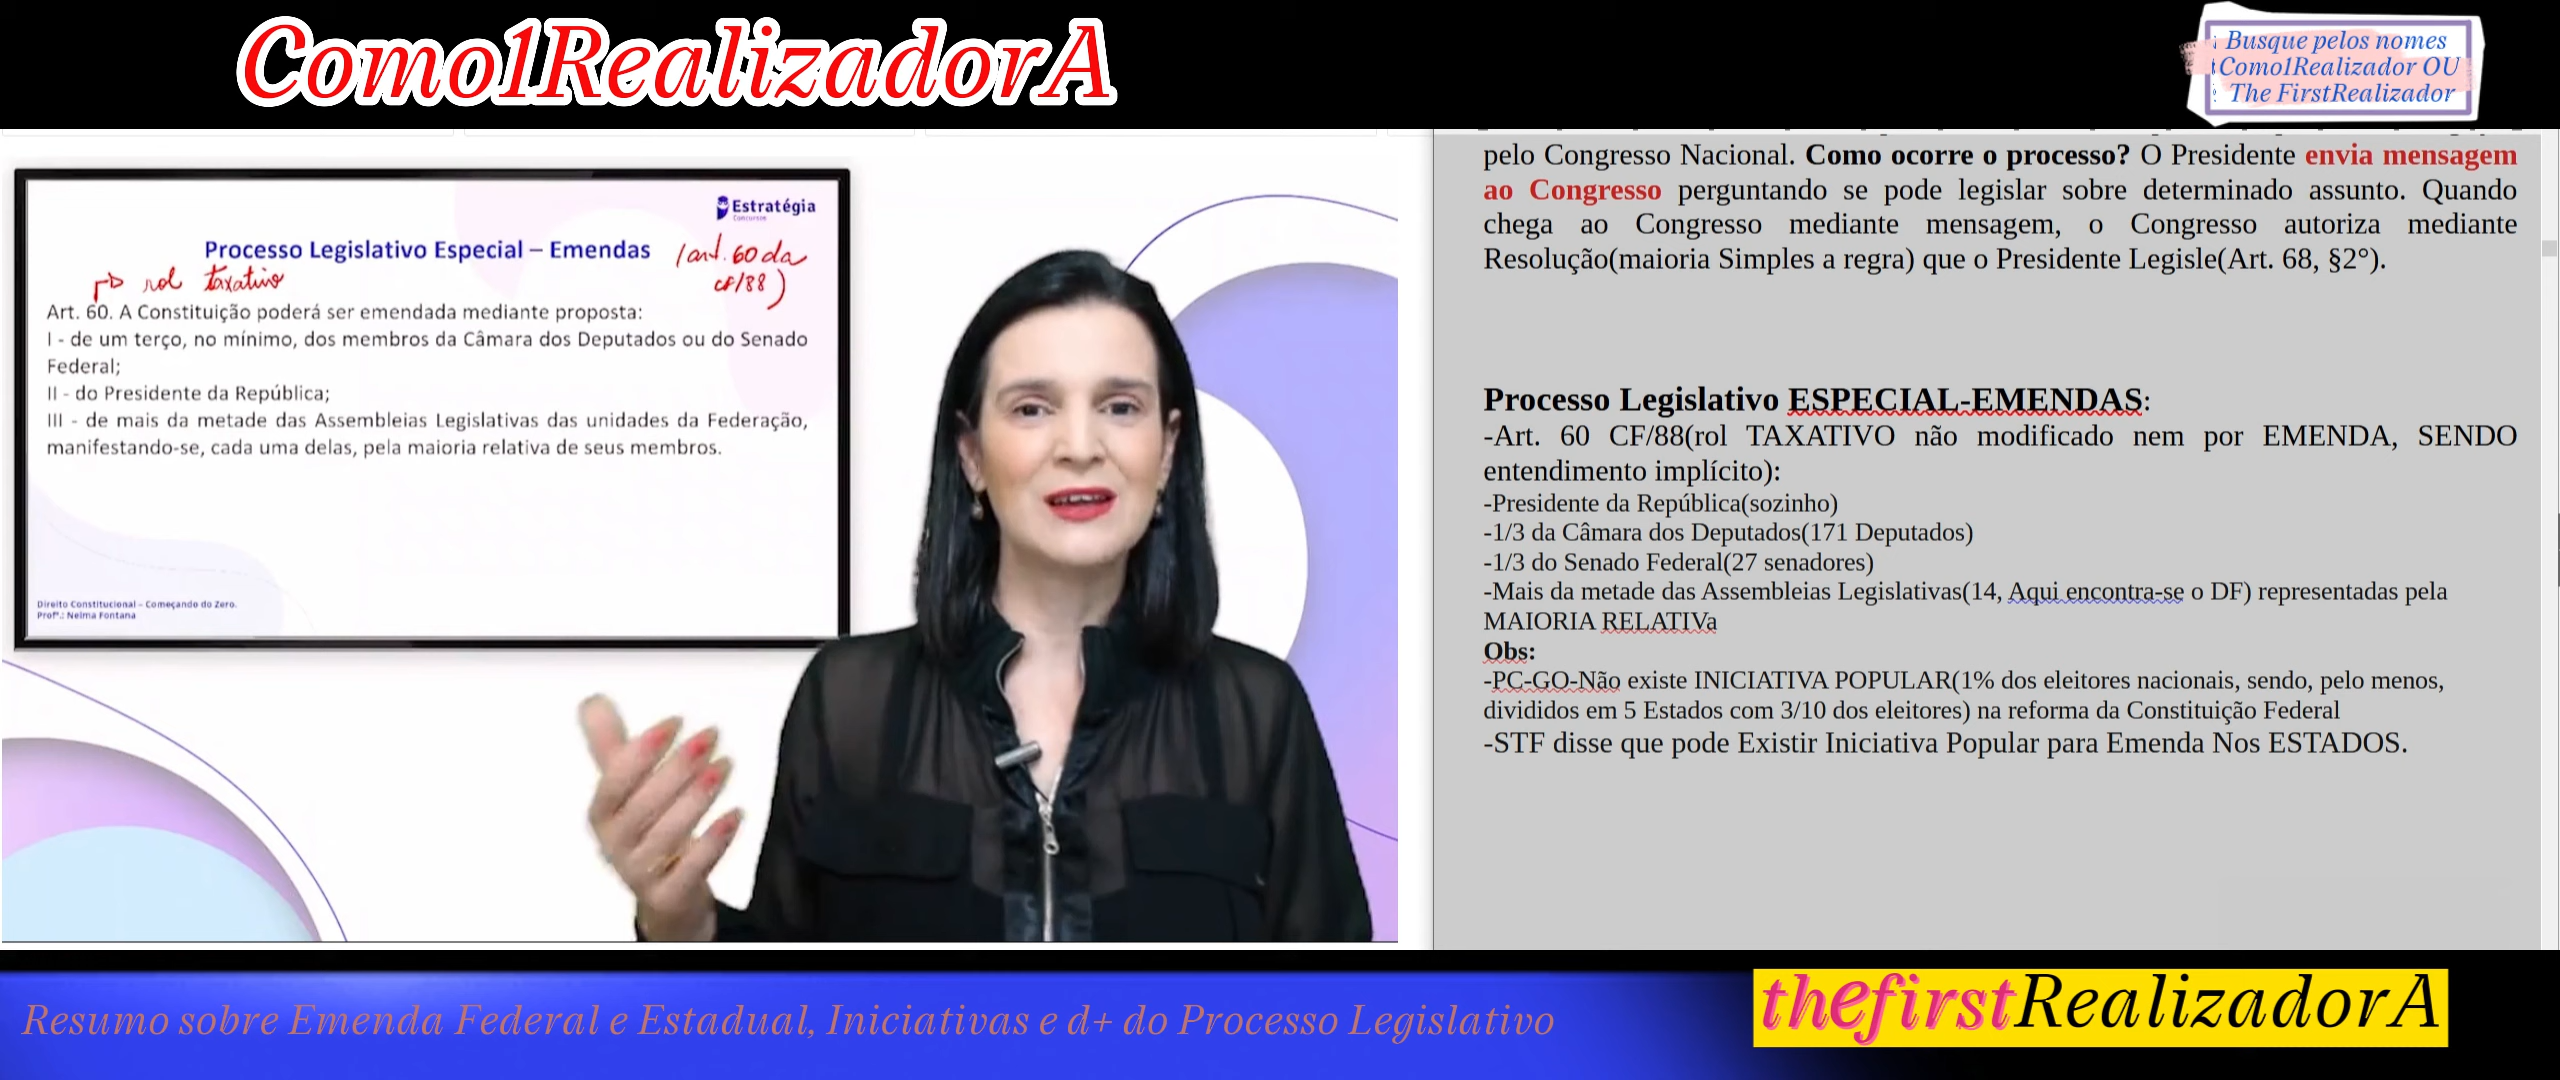 Como1RealizadorA
Busque pelos nomes
Como1Realizador OU
The FirstRealizador
Estratégia
Concursos
Processo Legislativo Especial – Emendas
(art. 60 da
CF/88)
rol taxativo
Art. 60. A Constituição poderá ser emendada mediante proposta:
I - de um terço, no mínimo, dos membros da Câmara dos Deputados ou do Senado
Federal;
II - do Presidente da República;
III - de mais da metade das Assembleias Legislativas das unidades da Federação,
manifestando-se, cada uma delas, pela maioria relativa de seus membros.
Direito Constitucional - Começando do Zero.
Profª.: Nelma Fontana
pelo Congresso Nacional. Como ocorre o processo? O Presidente envia mensagem
ao Congresso perguntando se pode legislar sobre determinado assunto. Quando
chega ao Congresso mediante mensagem, o Congresso autoriza mediante
Resolução(maioria Simples a regra) que o Presidente Legisle(Art. 68, §2°).
Processo Legislativo ESPECIAL-EMENDAS:
-Art. 60 CF/88(rol TAXATIVO não modificado nem por EMENDA, SENDO
entendimento implícito):
-Presidente da República(sozinho)
-1/3 da Câmara dos Deputados(171 Deputados)
-1/3 do Senado Federal(27 senadores)
-Mais da metade das Assembleias Legislativas(14, Aqui encontra-se o DF) representadas pela
MAIORIA RELATIVa
Obs:
-PC-GO-Não existe INICIATIVA POPULAR(1% dos eleitores nacionais, sendo, pelo menos,
divididos em 5 Estados com 3/10 dos eleitores) na reforma da Constituição Federal
-STF disse que pode Existir Iniciativa Popular para Emenda Nos ESTADOS.
Resumo sobre Emenda Federal e Estadual, Iniciativas e d+ do Processo Legislativo
thefirstRealizadorA